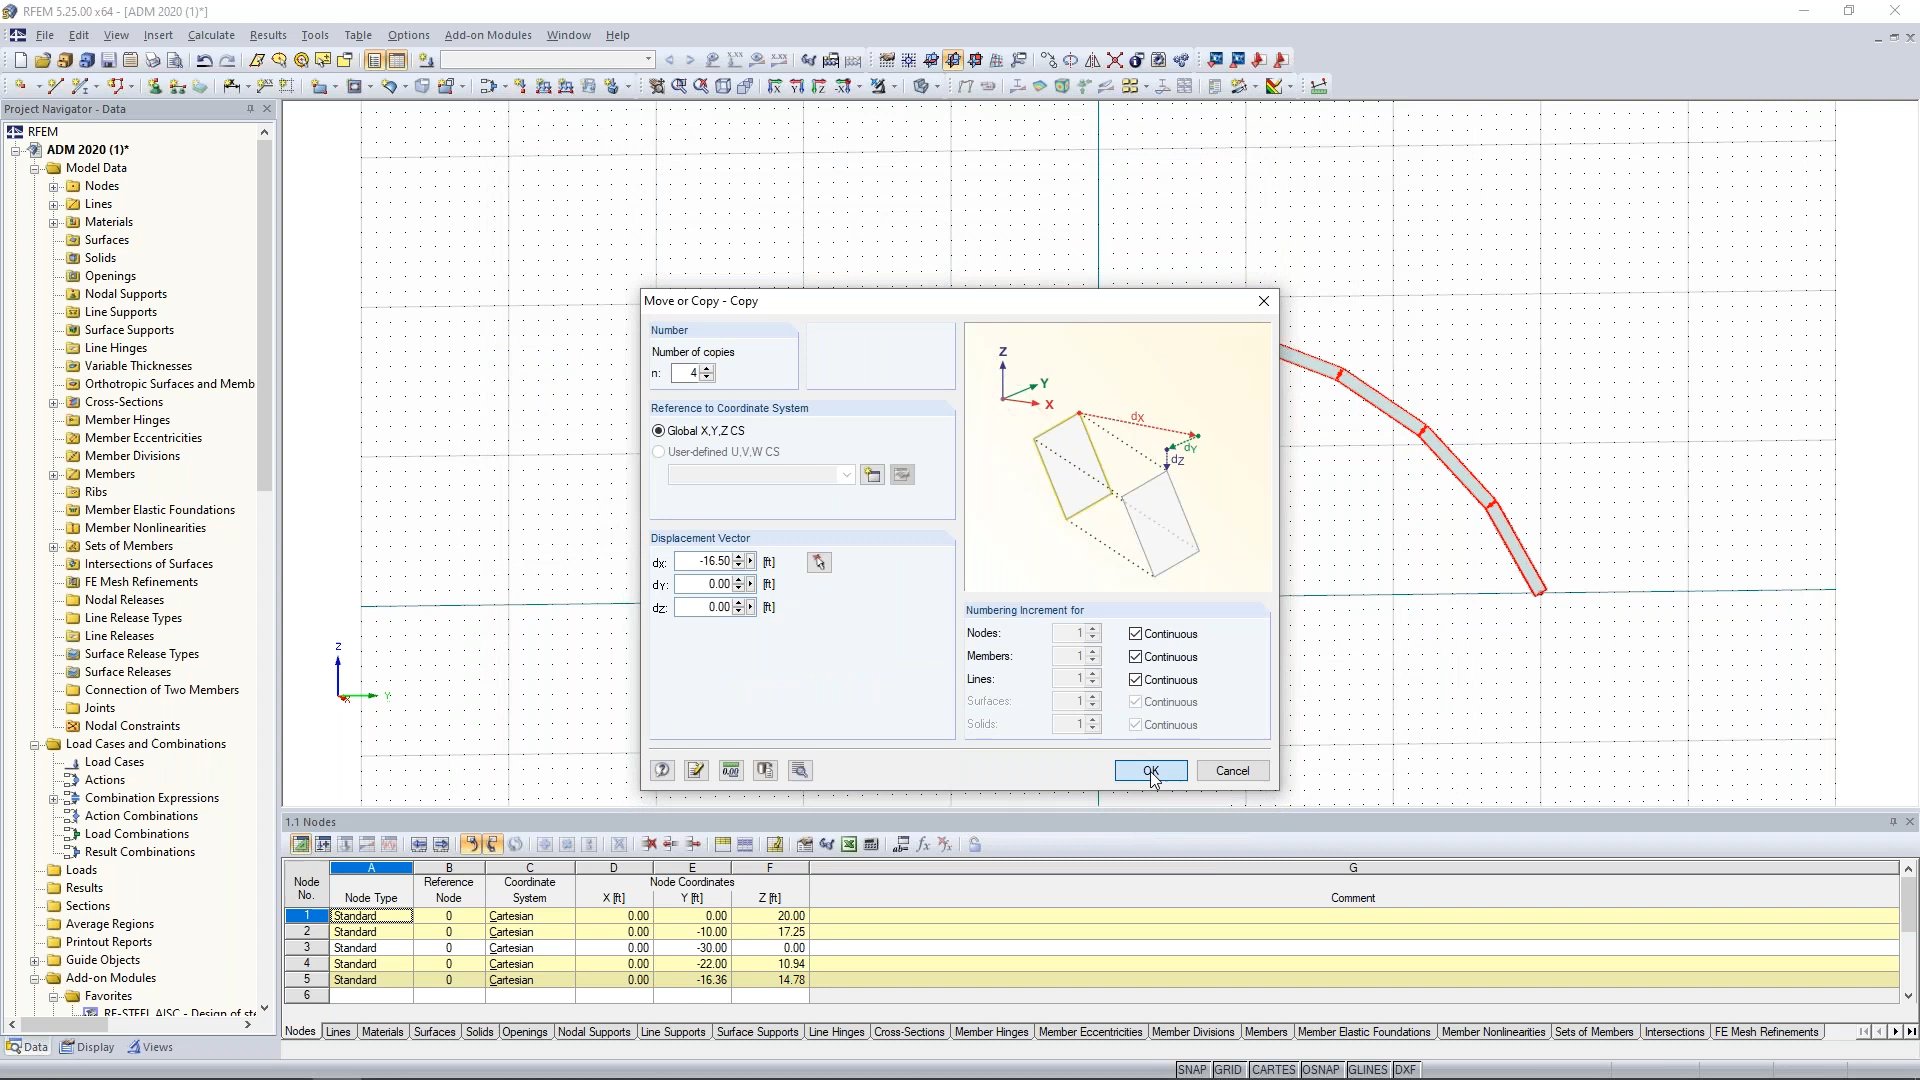 RFEM 5.25.00 x64 - [ADM 2020 (1)*]
File Edit View Insert Calculate Results Tools Table Options Add-on Modules Window Help
Project Navigator - Data
RFEM
ADM 2020 (1)*
Model Data
Nodes
Lines
Materials
Surfaces
Solids
Openings
Nodal Supports
Line Supports
Surface Supports
Line Hinges
Variable Thicknesses
Orthotropic Surfaces and Memb
Cross-Sections
Member Hinges
Member Eccentricities
Member Divisions
Members
Ribs
Member Elastic Foundations
Member Nonlinearities
Sets of Members
Intersections of Surfaces
FE Mesh Refinements
Nodal Releases
Line Release Types
Line Releases
Surface Release Types
Surface Releases
Connection of Two Members
Joints
Nodal Constraints
Load Cases and Combinations
Load Cases
Actions
Combination Expressions
Action Combinations
Load Combinations
Result Combinations
Loads
Results
Sections
Average Regions
Printout Reports
Guide Objects
Add-on Modules
Favorites
RF-STEEL AISC - Design of ste
Data Display Views
Z
Y
X
Move or Copy - Copy
Number
Number of copies
n: 4
Reference to Coordinate System
Global X,Y,Z CS
User-defined U,V,W CS
Displacement Vector
dX: -16.50 [ft]
dY: 0.00 [ft]
dZ: 0.00 [ft]
Z
Y
X
dX
dY
dZ
Numbering Increment for
Nodes: 1 Continuous
Members: 1 Continuous
Lines: 1 Continuous
Surfaces: 1 Continuous
Solids: 1 Continuous
OK Cancel
1.1 Nodes
A B C D E F G
Node Reference Coordinate Node Coordinates
No. Node Type Node System X [ft] Y [ft] Z [ft] Comment
1 Standard 0 Cartesian 0.00 0.00 20.00
2 Standard 0 Cartesian 0.00 -10.00 17.25
3 Standard 0 Cartesian 0.00 -30.00 0.00
4 Standard 0 Cartesian 0.00 -22.00 10.94
5 Standard 0 Cartesian 0.00 -16.36 14.78
6
Nodes Lines Materials Surfaces Solids Openings Nodal Supports Line Supports Surface Supports Line Hinges Cross-Sections Member Hinges Member Eccentricities Member Divisions Members Member Elastic Foundations Member Nonlinearities Sets of Members Intersections FE Mesh Refinements
SNAP GRID CARTES OSNAP GLINES DXF